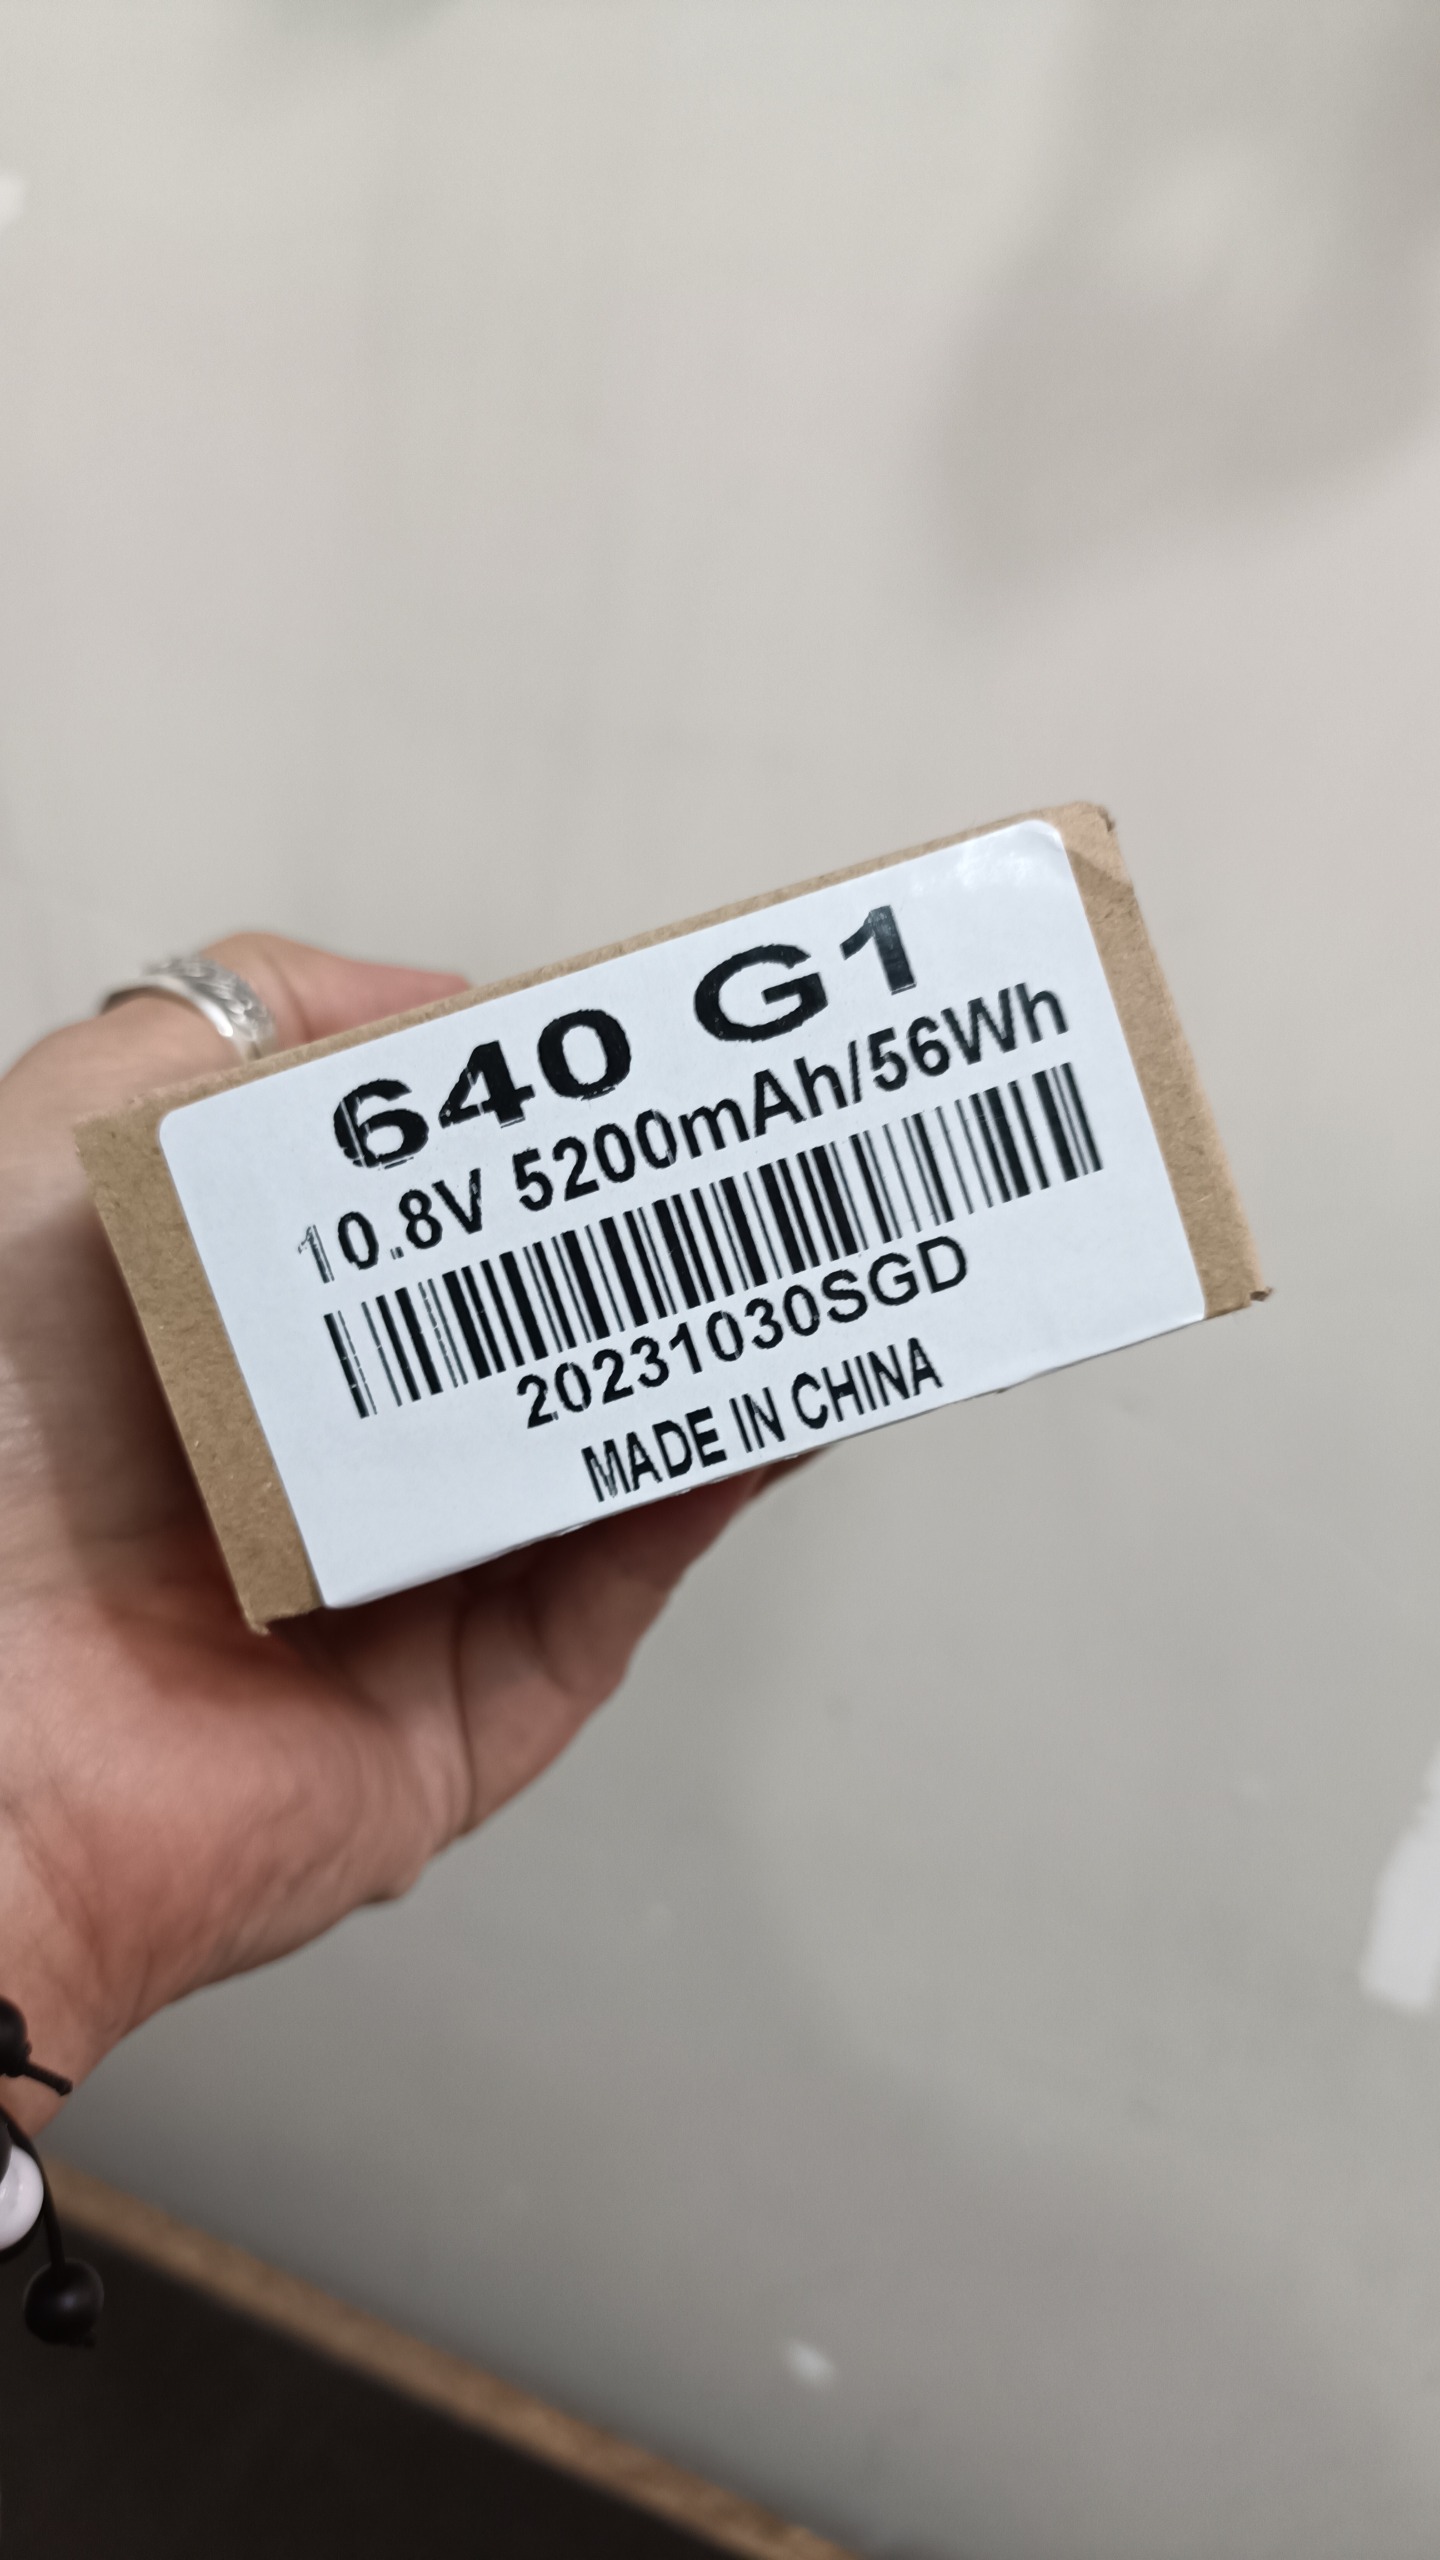 640 G1
10.8V 5200mAh/56Wh
20231030SGD
MADE IN CHINA